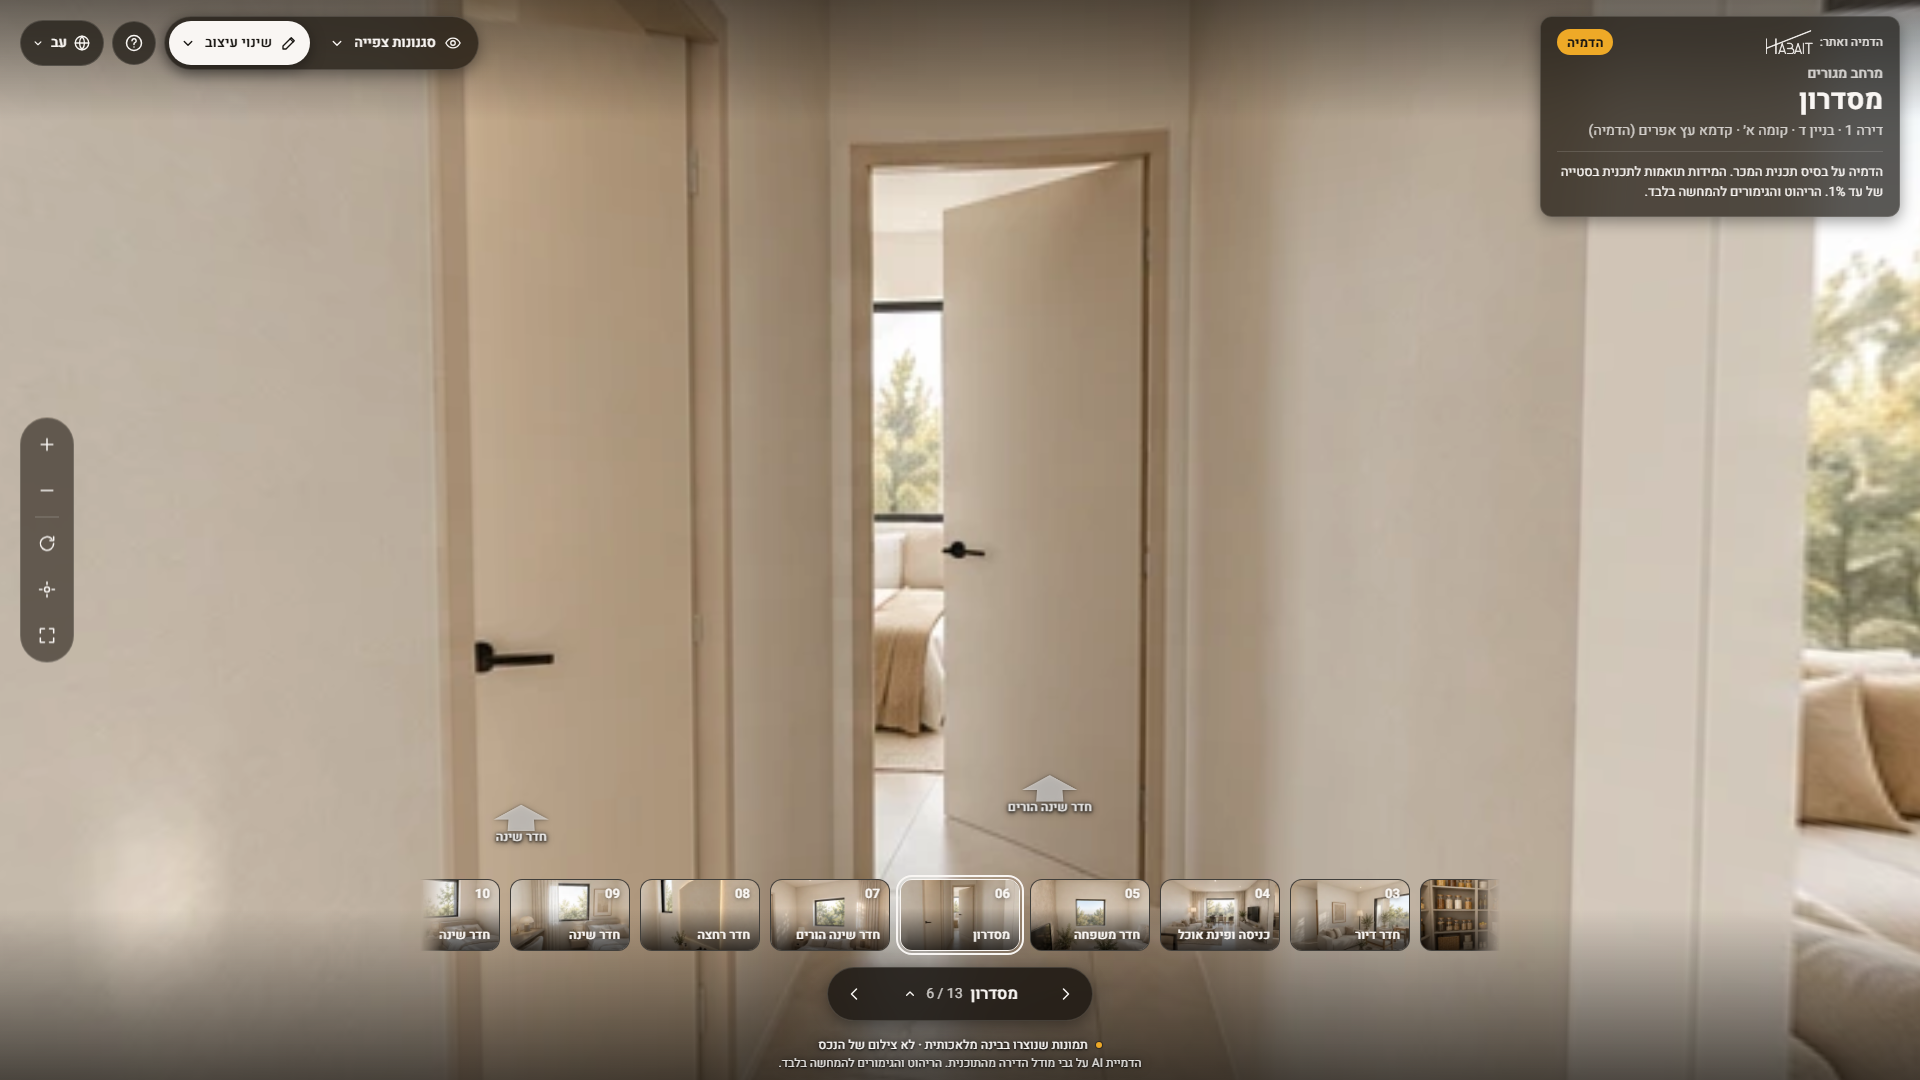 הדמיה ואתר: HABAIT
הדמיה
מרחב מגורים
מסדרון
דירה 1 · בניין ד · קומה א׳ · קדמא עץ אפרים (הדמיה)
הדמיה על בסיס תכנית המכר. המידות תואמות לתכנית בסטייה
של עד 1%. הריהוט והגימורים להמחשה בלבד.
סגנונות צפייה
שינוי עיצוב
עב
חדר שינה הורים
חדר שינה
03
חדר דיור
04
כניסה ופינת אוכל
05
חדר משפחה
06
מסדרון
07
חדר שינה הורים
08
חדר רחצה
09
חדר שינה
10
חדר שינה
מסדרון 6 / 13
תמונות שנוצרו בבינה מלאכותית · לא צילום של הנכס
הדמיית AI על גבי מודל הדירה מהתוכנית. הריהוט והגימורים להמחשה בלבד.